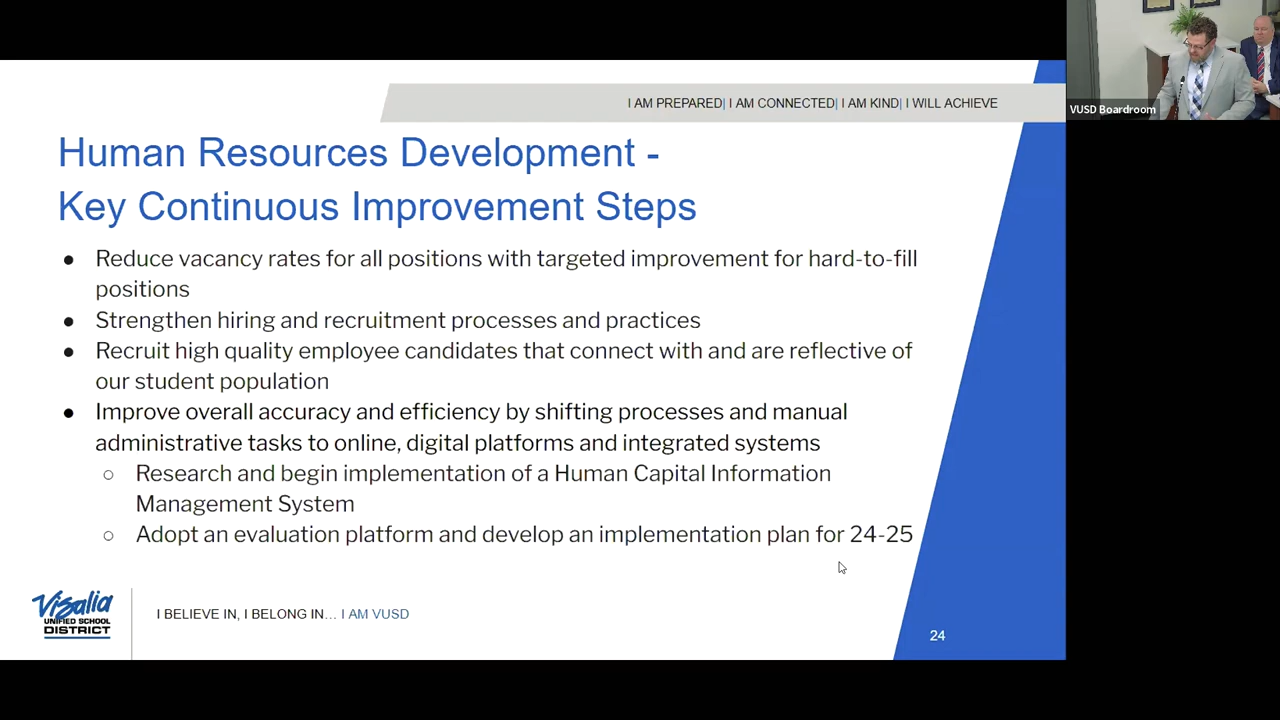 I AM PREPARED| I AM CONNECTED| I AM KIND| I WILL ACHIEVE
VUSD Boardroom
Human Resources Development -
Key Continuous Improvement Steps
● Reduce vacancy rates for all positions with targeted improvement for hard-to-fill
positions
● Strengthen hiring and recruitment processes and practices
● Recruit high quality employee candidates that connect with and are reflective of
our student population
● Improve overall accuracy and efficiency by shifting processes and manual
administrative tasks to online, digital platforms and integrated systems
○ Research and begin implementation of a Human Capital Information
Management System
○ Adopt an evaluation platform and develop an implementation plan for 24-25
Visalia
UNIFIED SCHOOL
DISTRICT
I BELIEVE IN, I BELONG IN... I AM VUSD
24